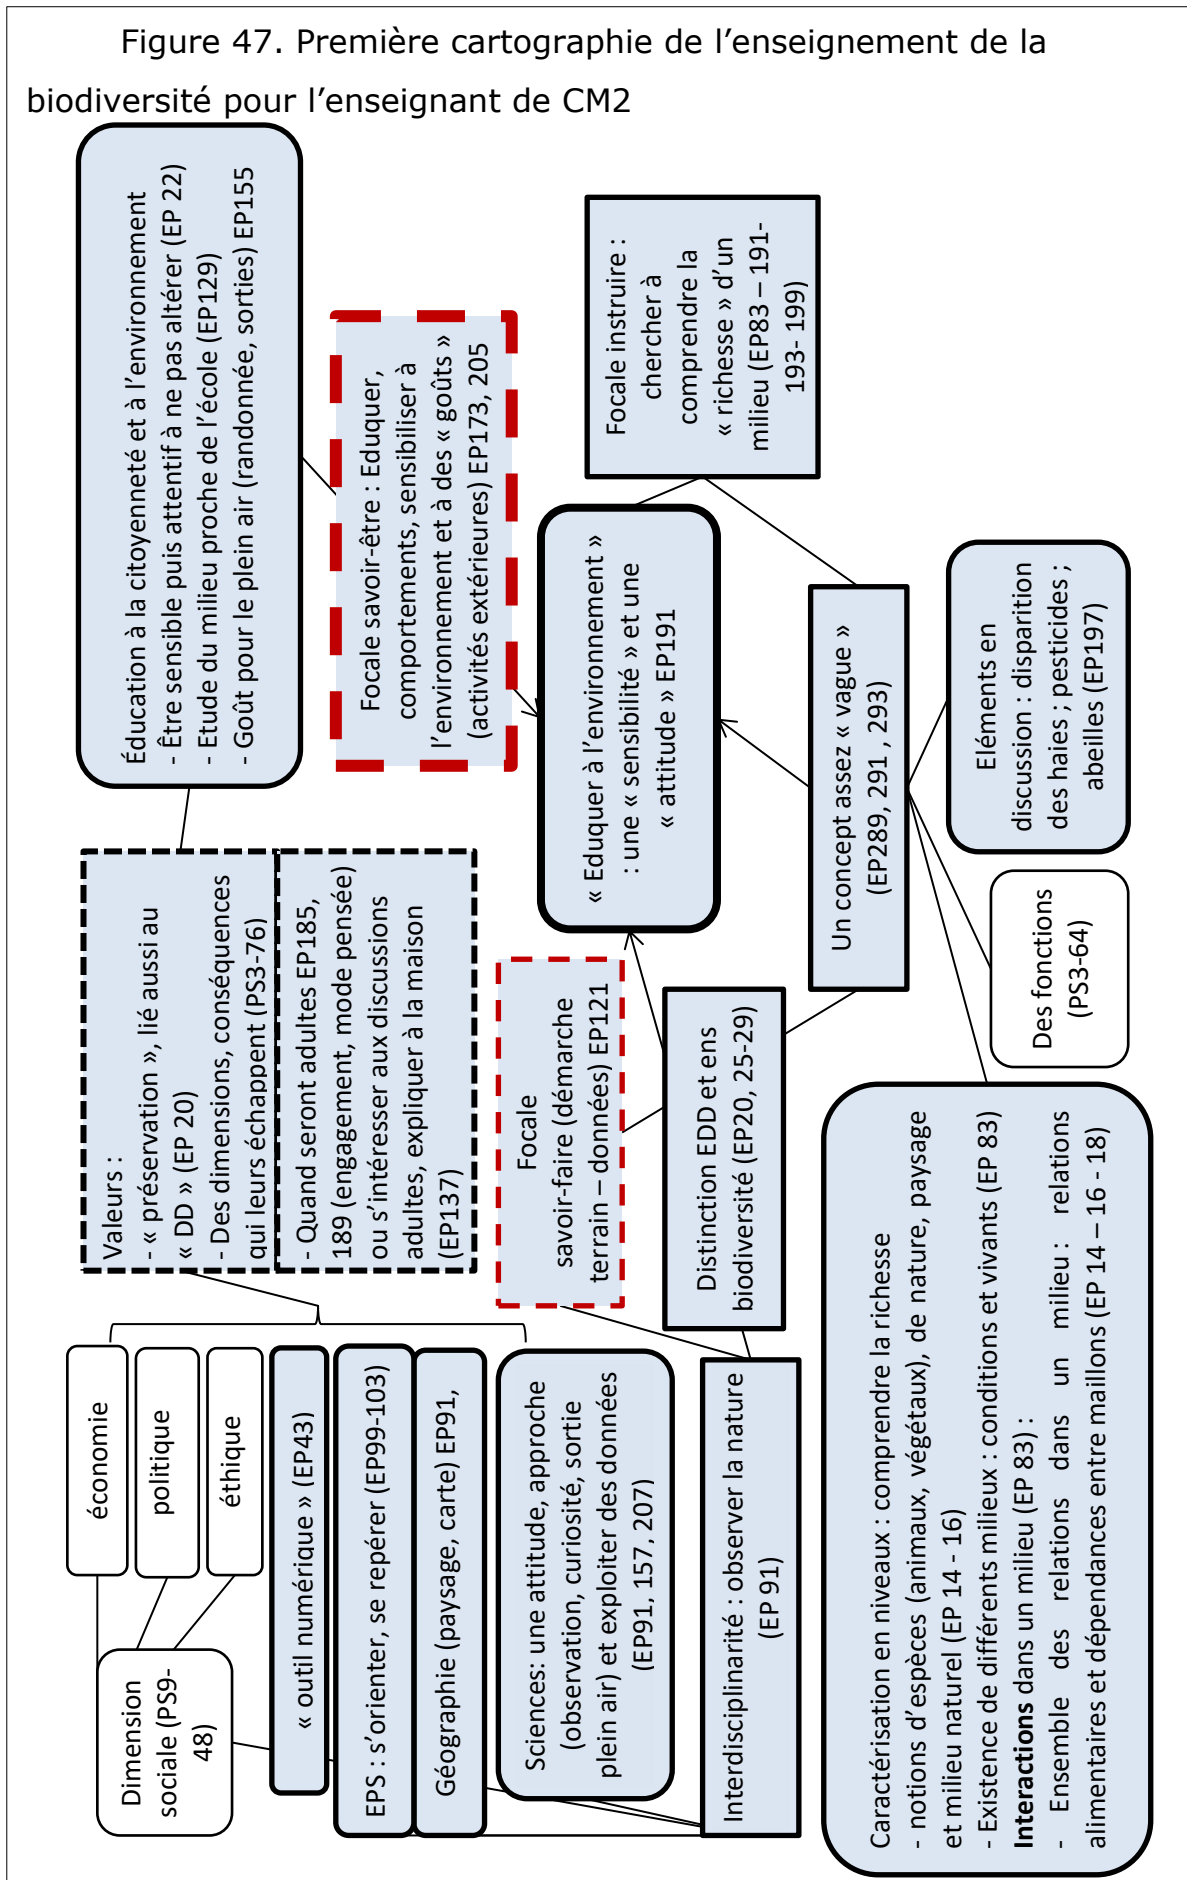 Figure 47. Première cartographie de l’enseignement de la
biodiversité pour l’enseignant de CM2
économie
politique
éthique
Dimension
sociale (PS9-
48)
« outil numérique » (EP43)
EPS : s’orienter, se repérer (EP99-103)
Géographie (paysage, carte) EP91,
Sciences: une attitude, approche
(observation, curiosité, sortie
plein air) et exploiter des données
(EP91, 157, 207)
Interdisciplinarité : observer la nature
(EP 91)
Valeurs :
- « préservation », lié aussi au
« DD » (EP 20)
- Des dimensions, conséquences
qui leurs échappent (PS3-76)
- Quand seront adultes EP185,
189 (engagement, mode pensée)
ou s’intéresser aux discussions
adultes, expliquer à la maison
(EP137)
Focale
savoir-faire (démarche
terrain – données) EP121
Distinction EDD et ens
biodiversité (EP20, 25-29)
Éducation à la citoyenneté et à l’environnement
- Être sensible puis attentif à ne pas altérer (EP 22)
- Etude du milieu proche de l’école (EP129)
- Goût pour le plein air (randonnée, sorties) EP155
Focale savoir-être : Eduquer,
comportements, sensibiliser à
l’environnement et à des « goûts »
(activités extérieures) EP173, 205
« Eduquer à l’environnement »
: une « sensibilité » et une
« attitude » EP191
Focale instruire :
chercher à
comprendre la
« richesse » d’un
milieu (EP83 – 191-
193- 199)
Un concept assez « vague »
(EP289, 291, 293)
Eléments en
discussion : disparition
des haies ; pesticides ;
abeilles (EP197)
Des fonctions
(PS3-64)
Caractérisation en niveaux : comprendre la richesse
- notions d’espèces (animaux, végétaux), de nature, paysage
et milieu naturel (EP 14 - 16)
- Existence de différents milieux : conditions et vivants (EP 83)
Interactions dans un milieu (EP 83) :
- Ensemble des relations dans un milieu : relations
alimentaires et dépendances entre maillons (EP 14 – 16 - 18)